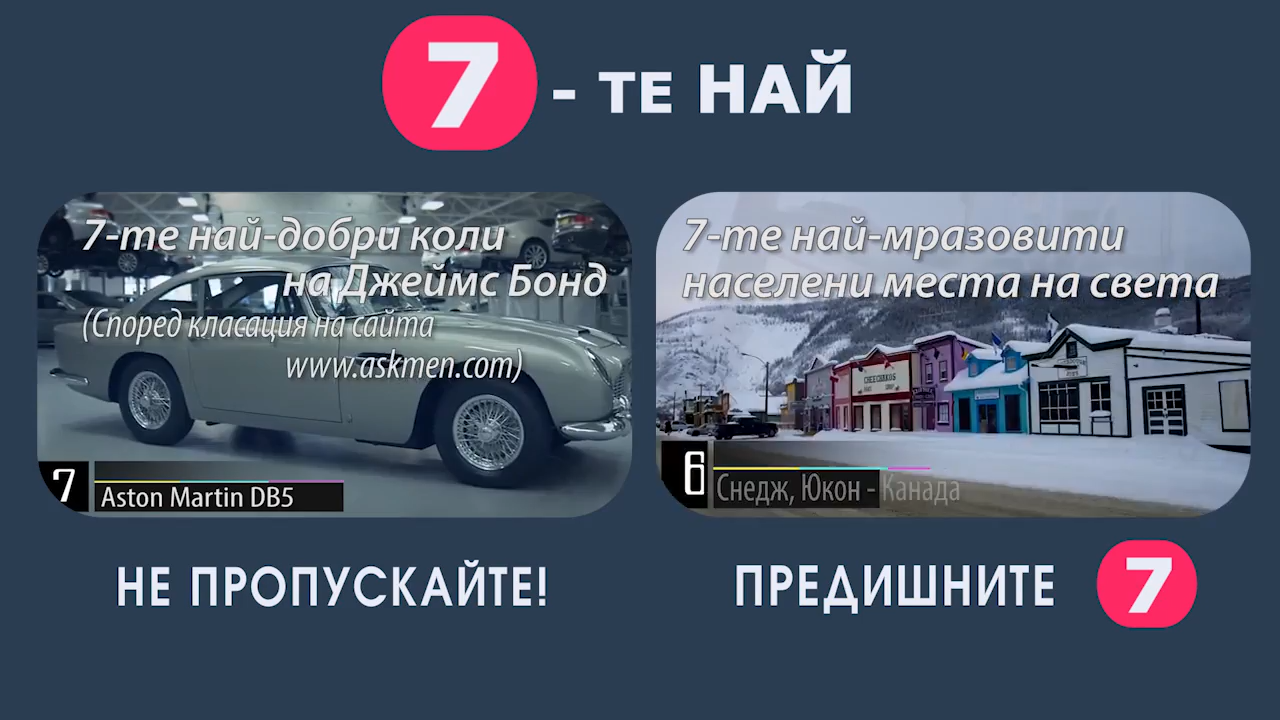 7 - те НАЙ
7-те най-добри коли
на Джеймс Бонд
(Според класация на сайта
www.askmen.com)
7
Aston Martin DB5
7-те най-мразовити
населени места на света
CHEECHAKOS
6
Снедж, Юкон - Канада
НЕ ПРОПУСКАЙТЕ!
ПРЕДИШНИТЕ 7